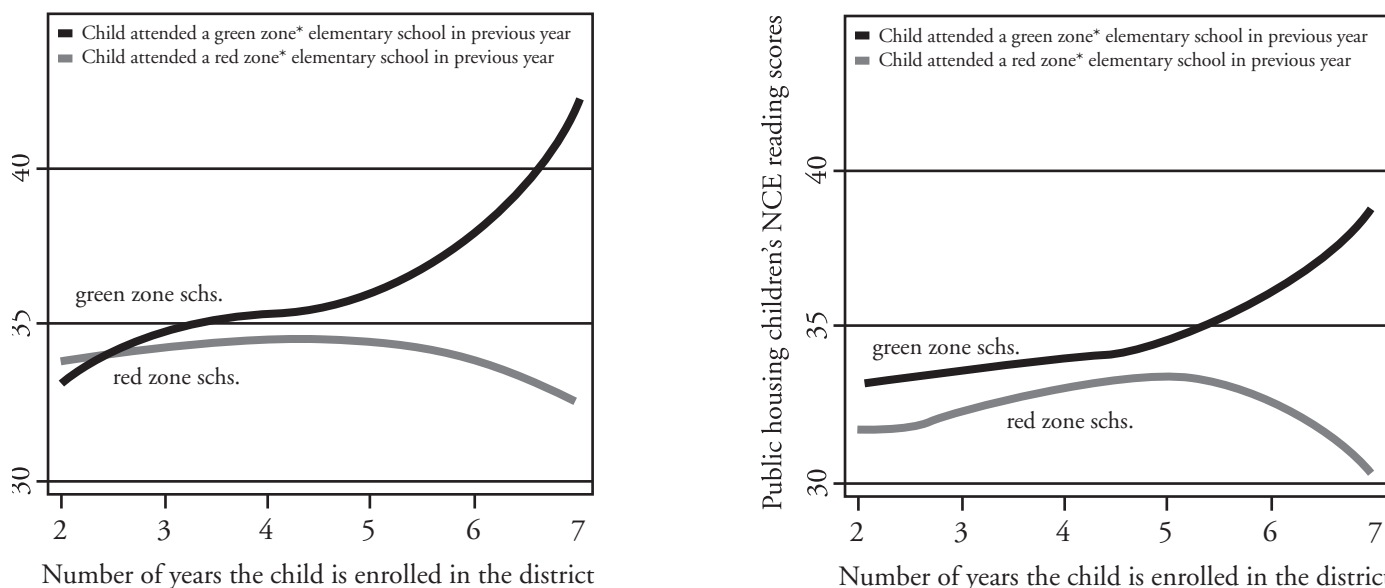 Child attended a green zone* elementary school in previous year
Child attended a red zone* elementary school in previous year
40
35
30
green zone schs.
red zone schs.
2 3 4 5 6 7
Number of years the child is enrolled in the district
Public housing children's NCE reading scores
Child attended a green zone* elementary school in previous year
Child attended a red zone* elementary school in previous year
40
35
30
green zone schs.
red zone schs.
2 3 4 5 6 7
Number of years the child is enrolled in the district